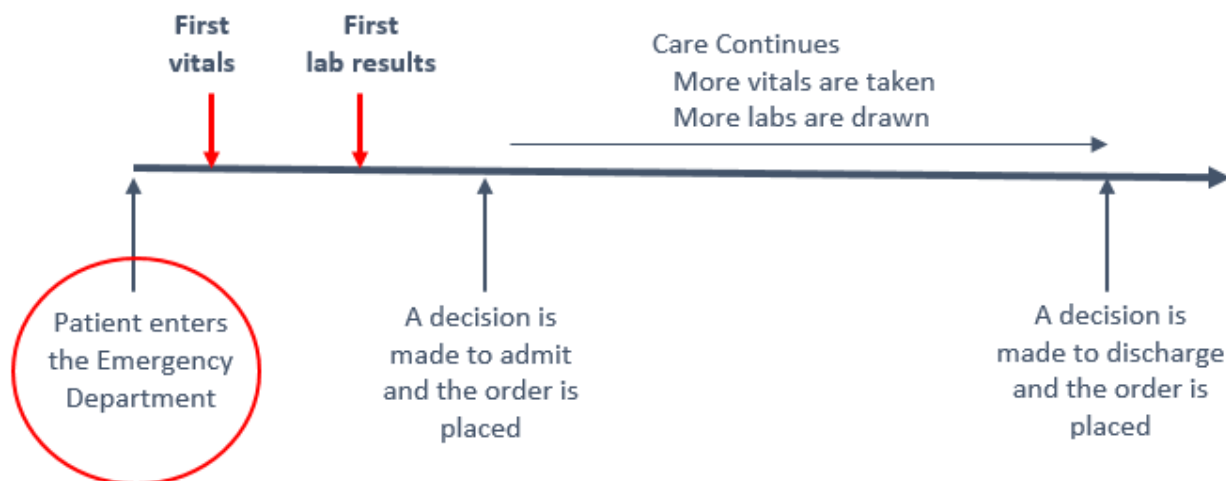 First
vitals
First
lab results
Care Continues
More vitals are taken
More labs are drawn
Patient enters
the Emergency
Department
A decision is
made to admit
and the order is
placed
A decision is
made to discharge
and the order is
placed